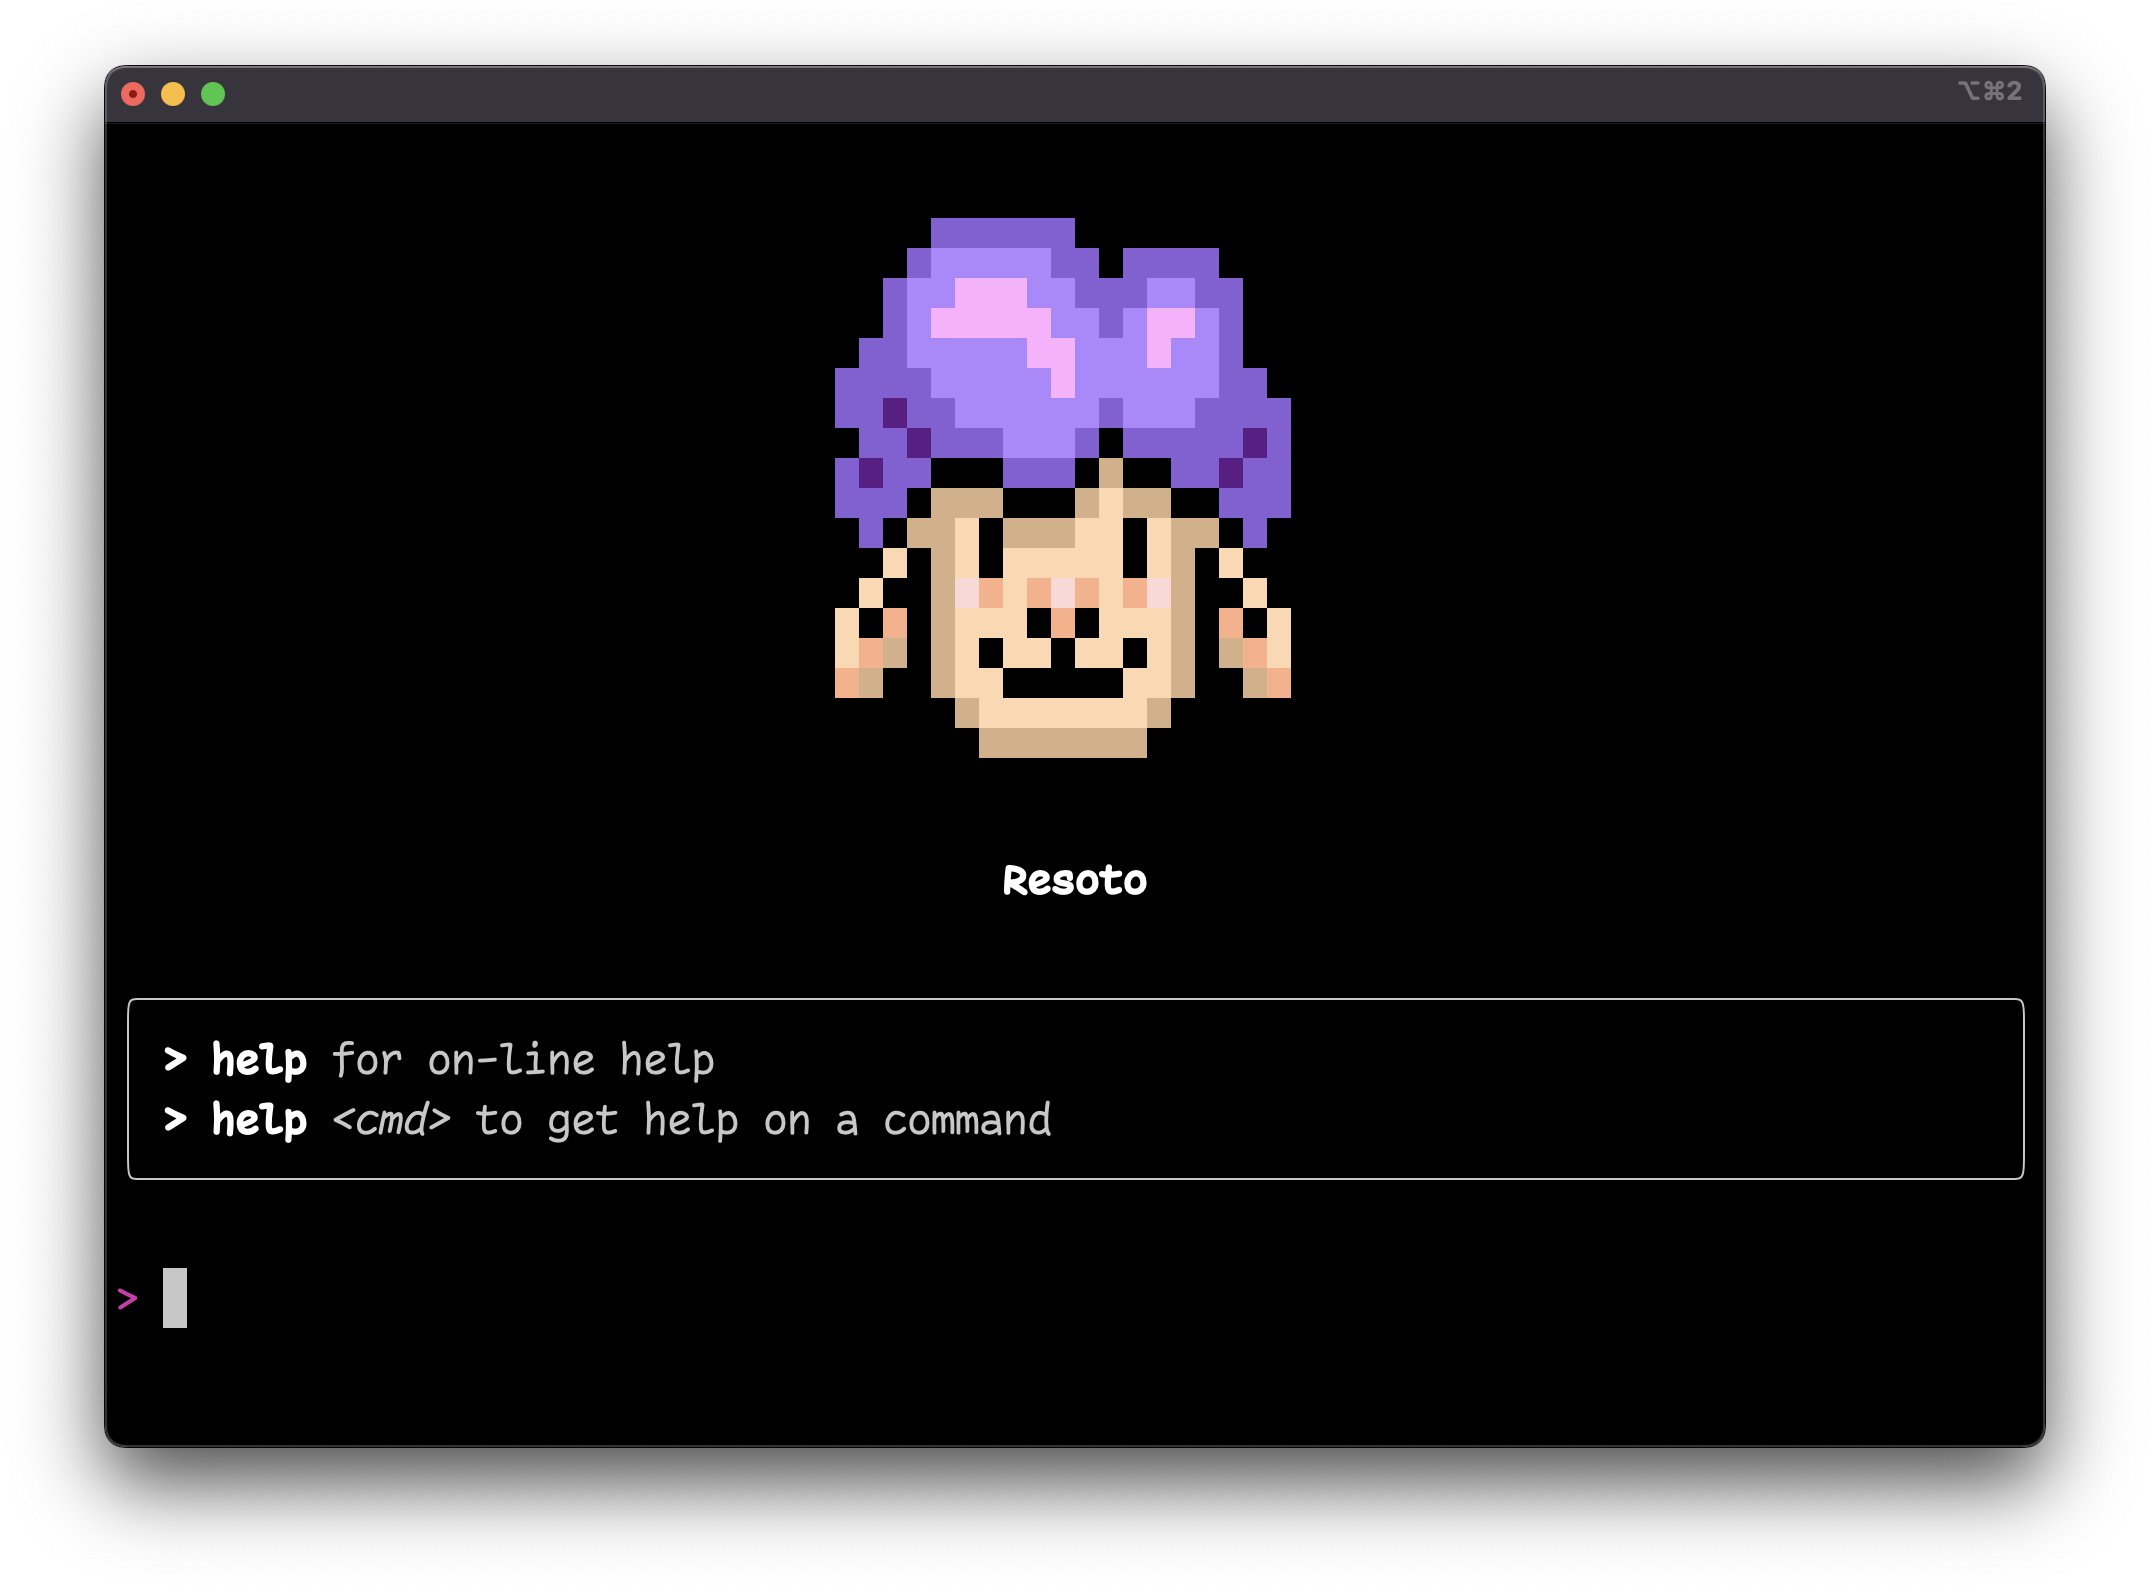 ⌥⌘2
Resoto
> help for on-line help
> help <cmd> to get help on a command
>